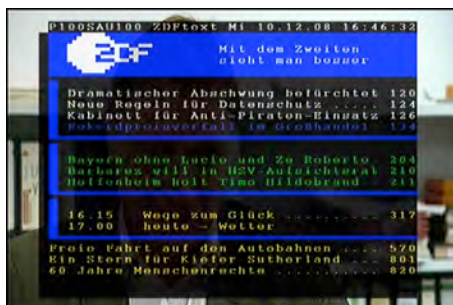 P100SAU100 ZDFtext Mi 10.12.08 16:46:32
ZDF
Mit dem Zweiten
sieht man besser
Dramatischer Abschwung befürchtet 120
Neue Regeln für Datenschutz ..... 124
Kabinett für Anti-Piraten-Einsatz 126
Rekordpreisverfall im Großhandel 134
Bayern ohne Lucio und Ze Roberto. 204
Barbarez will in HSV-Aufsichtsrat 210
Hoffenheim holt Timo Hildebrand 211
16.15 Wege zum Glück .......... 317
17.00 heute - Wetter
Freie Fahrt auf den Autobahnen ... 570
Ein Stern für Kiefer Sutherland .. 801
60 Jahre Menschenrechte .......... 820